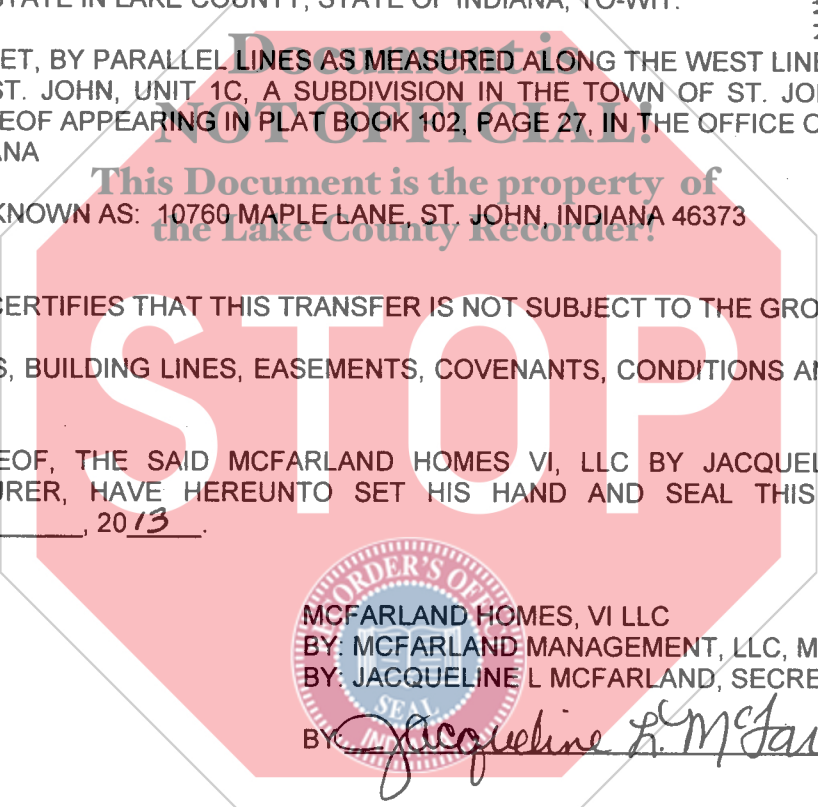 STATE IN LAKE COUNTY, STATE OF INDIANA, TO-WIT:
Document is
ET, BY PARALLEL LINES AS MEASURED ALONG THE WEST LINE
ST. JOHN, UNIT 1C, A SUBDIVISION IN THE TOWN OF ST. JO
NOT OFFICIAL!
EOF APPEARING IN PLAT BOOK 102, PAGE 27, IN THE OFFICE O
ANA
This Document is the property of
KNOWN AS: 10760 MAPLE LANE, ST. JOHN, INDIANA 46373
the Lake County Recorder!
CERTIFIES THAT THIS TRANSFER IS NOT SUBJECT TO THE GRO
STOP
S, BUILDING LINES, EASEMENTS, COVENANTS, CONDITIONS AN
EOF, THE SAID MCFARLAND HOMES VI, LLC BY JACQUEL
URER, HAVE HEREUNTO SET HIS HAND AND SEAL THIS
, 2013.
RECORDER'S OFFICE
MCFARLAND HOMES, VI LLC
BY: MCFARLAND MANAGEMENT, LLC, M
BY: JACQUELINE L MCFARLAND, SECRE
SEAL
BY: Jacqueline L. McFar